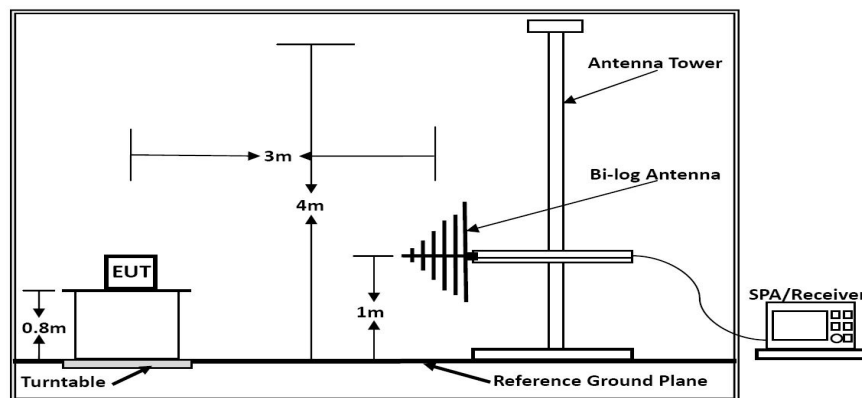 Antenna Tower
3m
Bi-log Antenna
4m
EUT
SPA/Receiver
0.8m
1m
Turntable
Reference Ground Plane